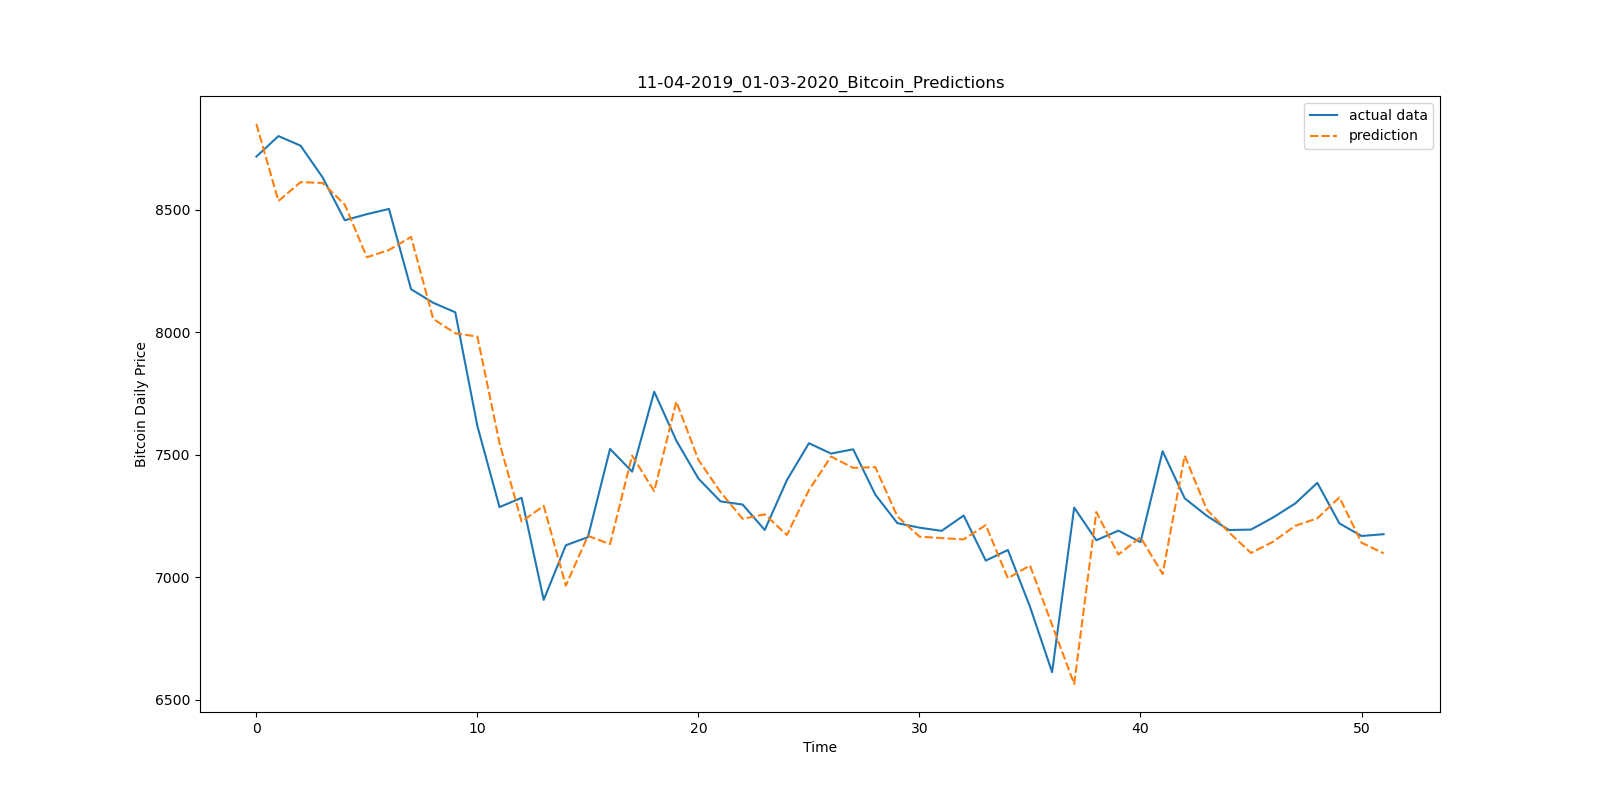 11-04-2019_01-03-2020_Bitcoin_Predictions
actual data
prediction
8500
8000
7500
7000
6500
Bitcoin Daily Price
0 10 20 30 40 50
Time